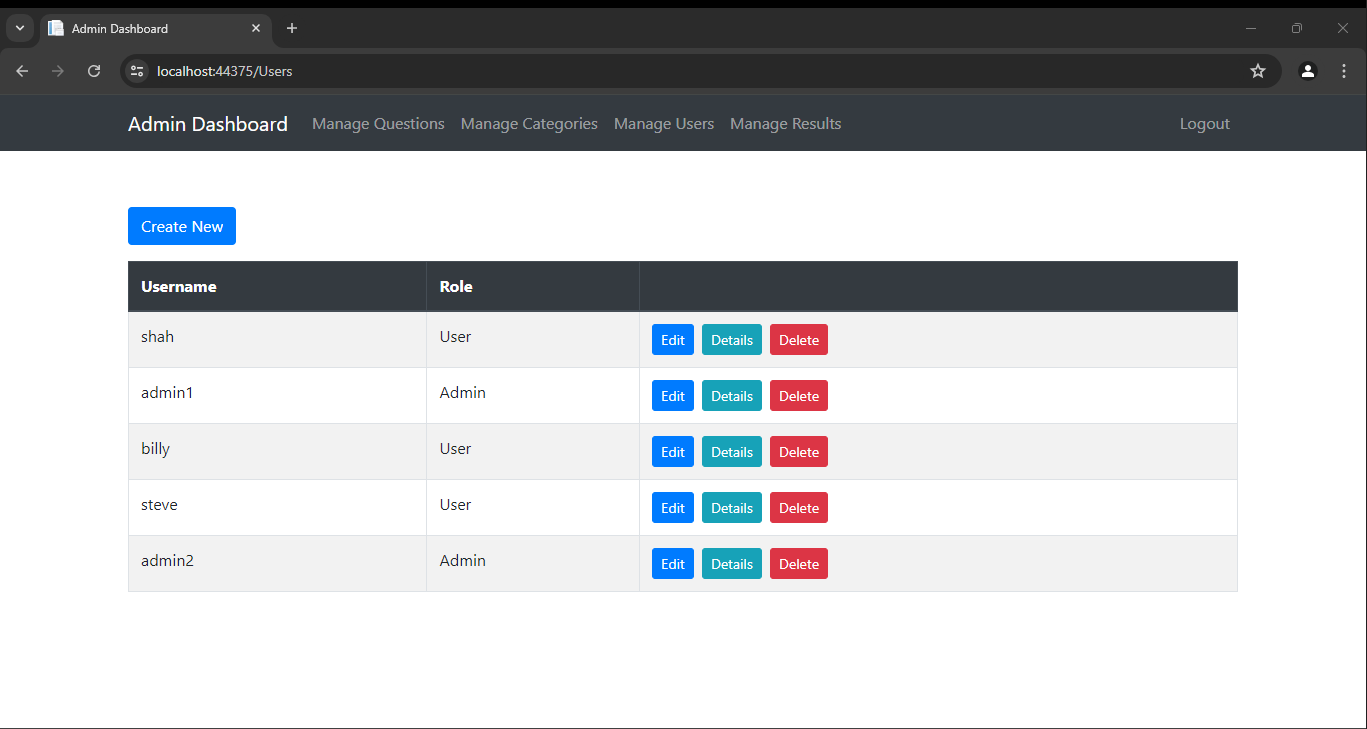 Admin Dashboard
localhost:44375/Users
Admin Dashboard Manage Questions Manage Categories Manage Users Manage Results Logout
Create New
Username Role
shah User Edit Details Delete
admin1 Admin Edit Details Delete
billy User Edit Details Delete
steve User Edit Details Delete
admin2 Admin Edit Details Delete